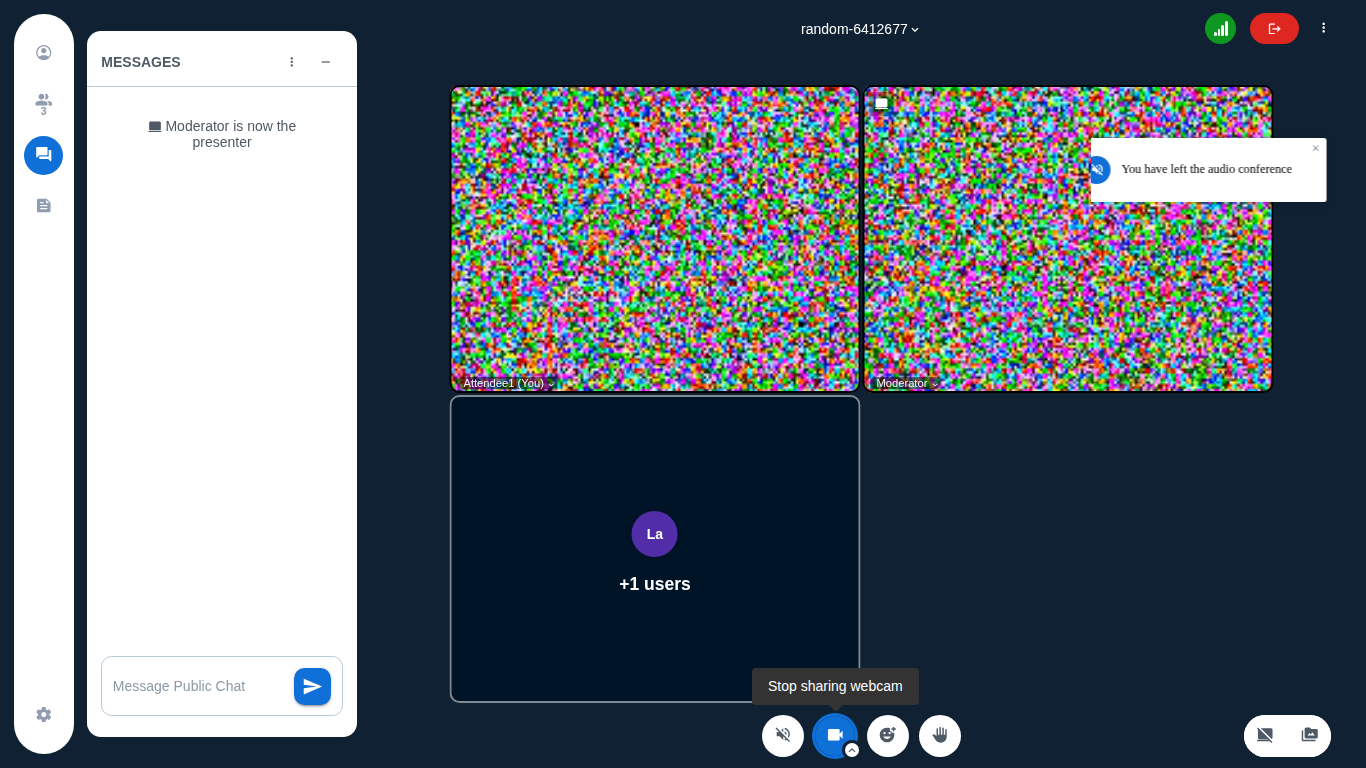 random-6412677
MESSAGES
3
Moderator is now the
presenter
You have left the audio conference
Attendee1 (You)
Moderator
La
+1 users
Message Public Chat
Stop sharing webcam